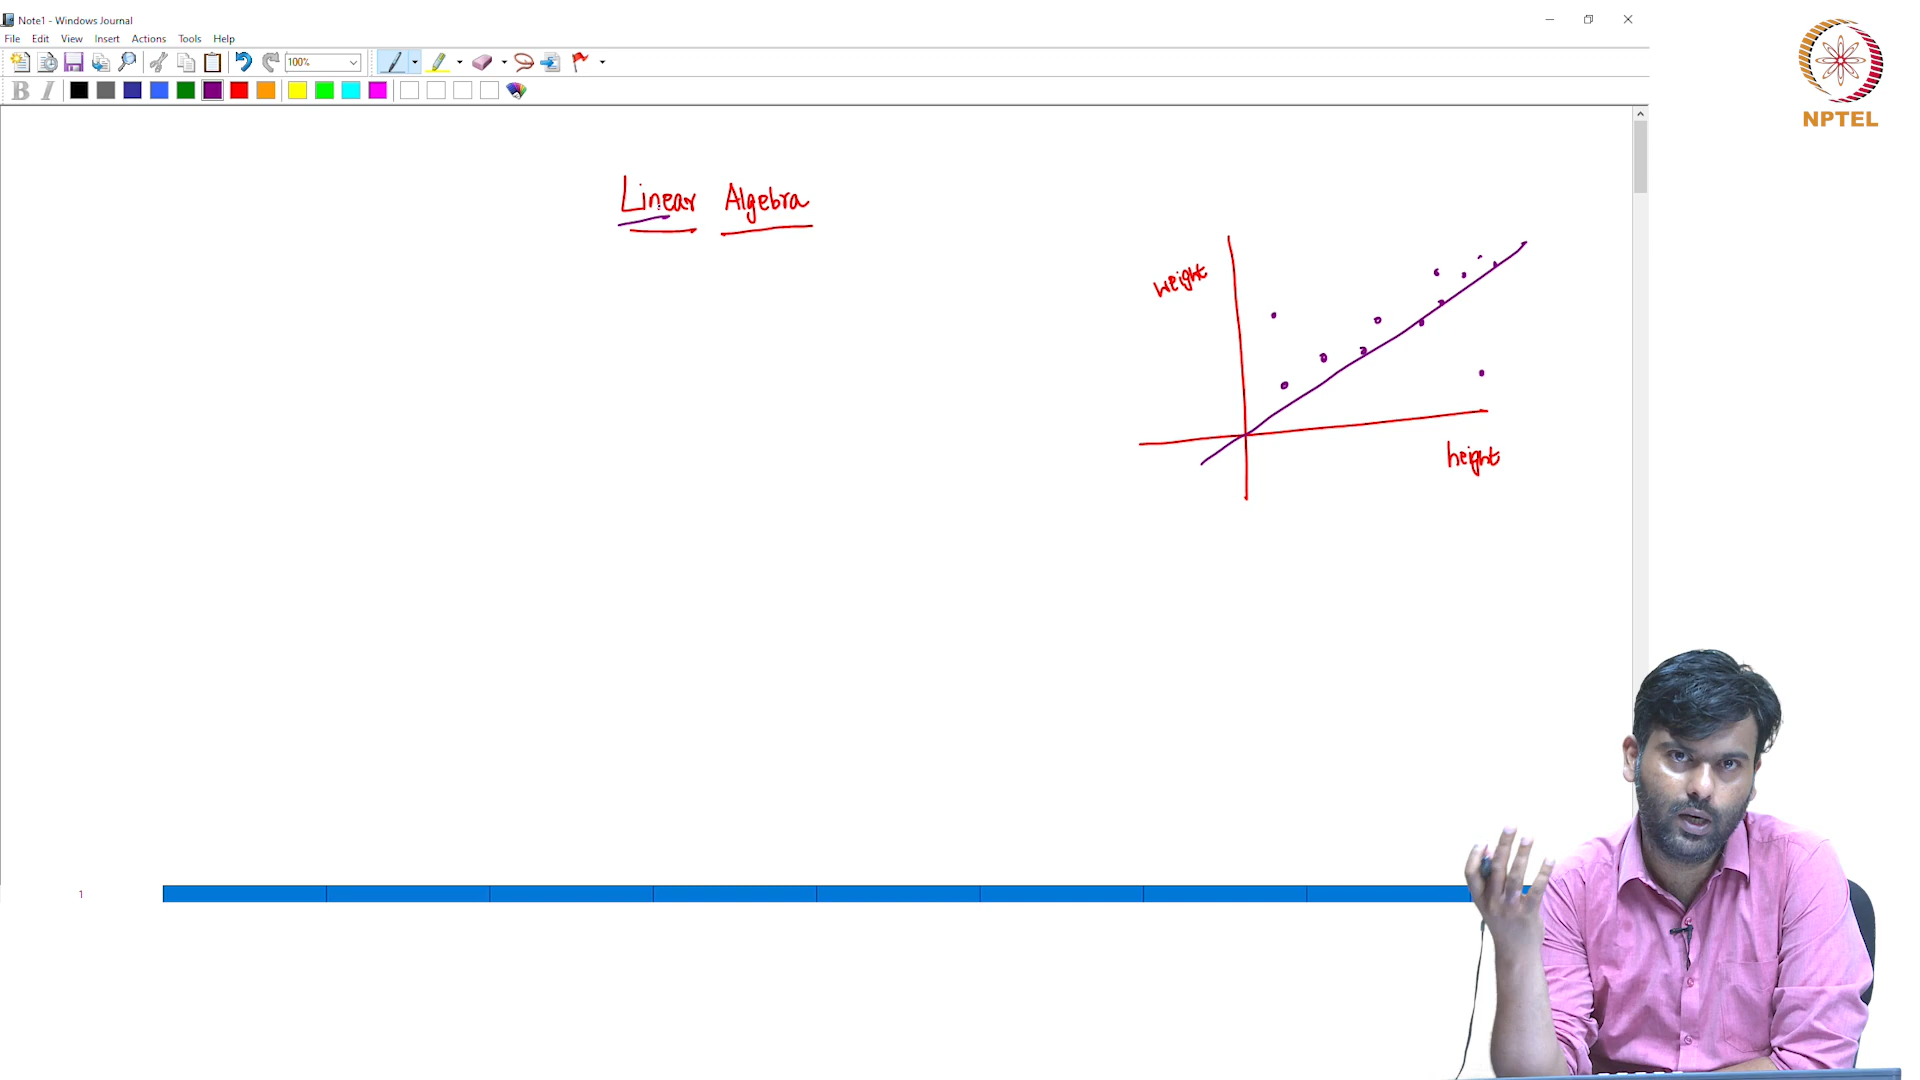 Note1 - Windows Journal
File Edit View Insert Actions Tools Help
100%
B I
NPTEL
Linear Algebra
weight
height
1